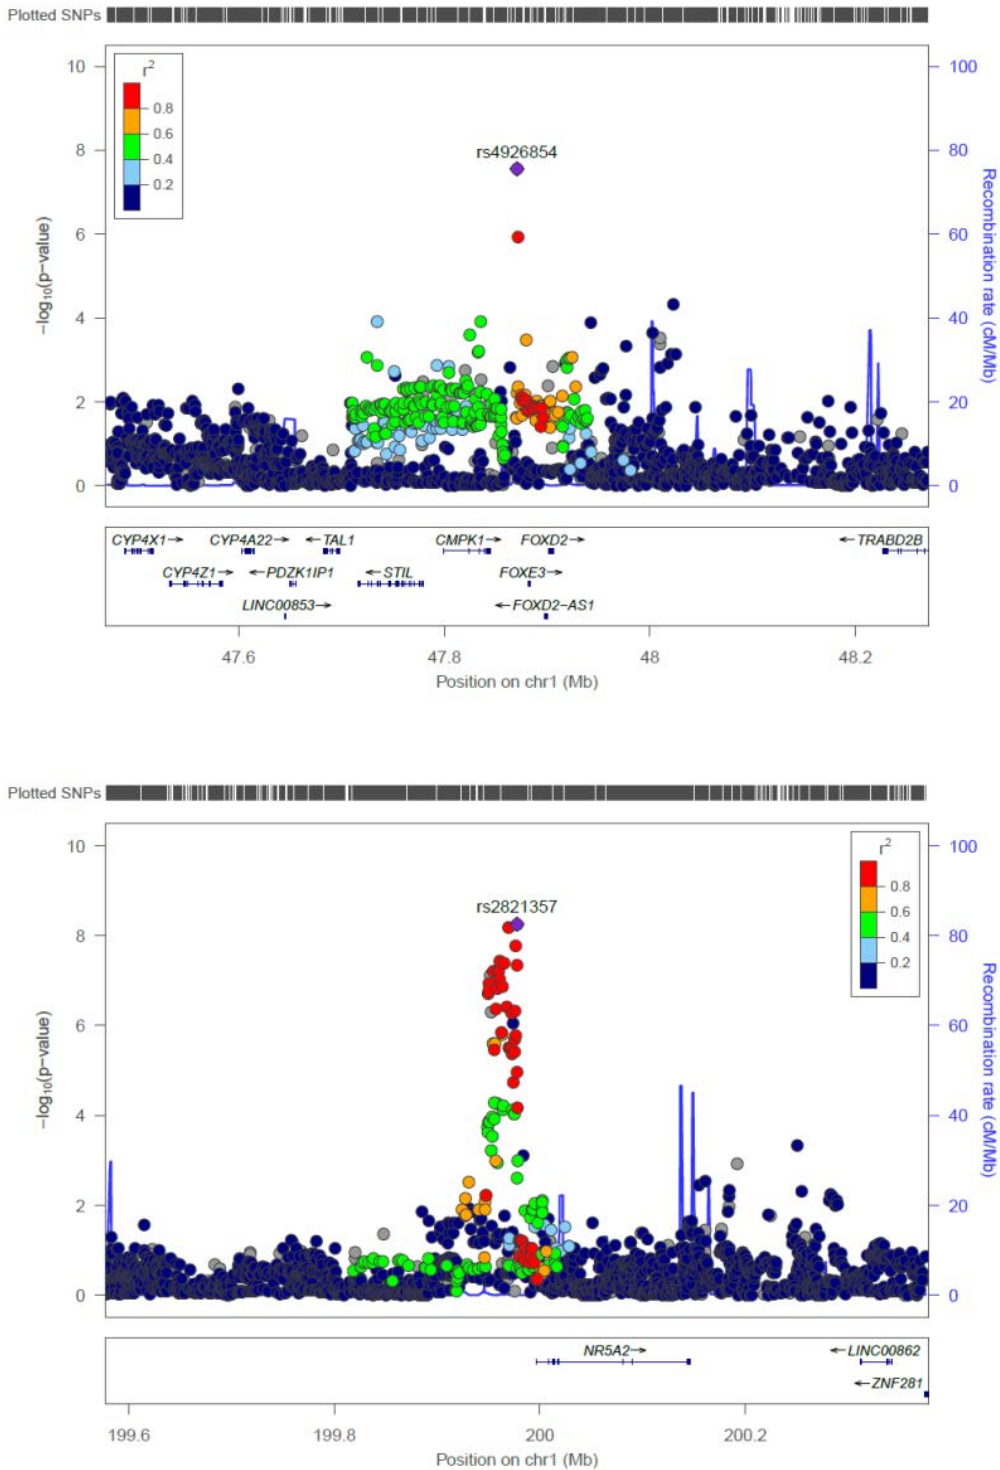 Plotted SNPs
10 100
r²
0.8
0.6
0.4
0.2
rs4926854
8 80
6 60
4 40
2 20
0 0
−log₁₀(p−value)
Recombination rate (cM/Mb)
CYP4X1→ CYP4A22→ ←TAL1 CMPK1→ FOXD2→ ←TRABD2B
CYP4Z1→ ←PDZK1IP1 ←STIL FOXE3→
LINC00853→ ←FOXD2−AS1
47.6 47.8 48 48.2
Position on chr1 (Mb)
Plotted SNPs
10 100
r²
0.8
0.6
0.4
0.2
rs2821357
8 80
6 60
4 40
2 20
0 0
−log₁₀(p−value)
Recombination rate (cM/Mb)
NR5A2→ ←LINC00862
←ZNF281
199.6 199.8 200 200.2
Position on chr1 (Mb)